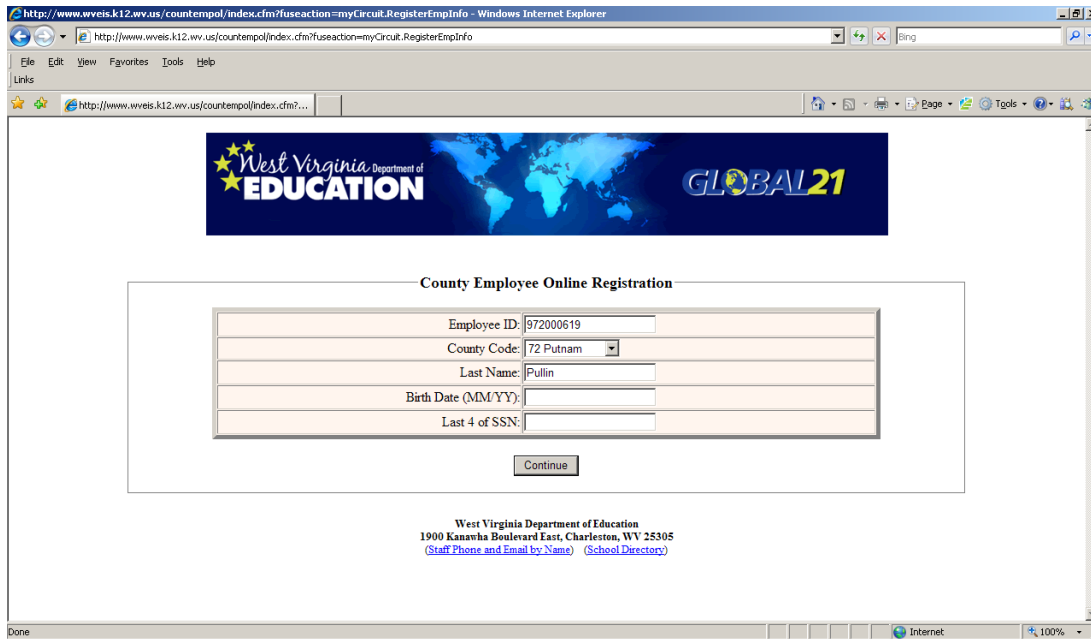 http://www.wveis.k12.wv.us/countempol/index.cfm?fuseaction=myCircuit.RegisterEmpInfo - Windows Internet Explorer
http://www.wveis.k12.wv.us/countempol/index.cfm?fuseaction=myCircuit.RegisterEmpInfo Bing
File Edit View Favorites Tools Help
Links
http://www.wveis.k12.wv.us/countempol/index.cfm?... Page Tools
West Virginia Department of
EDUCATION
GLOBAL21
County Employee Online Registration
Employee ID: 972000619
County Code: 72 Putnam
Last Name: Pullin
Birth Date (MM/YY):
Last 4 of SSN:
Continue
West Virginia Department of Education
1900 Kanawha Boulevard East, Charleston, WV 25305
(Staff Phone and Email by Name) (School Directory)
Done Internet 100%